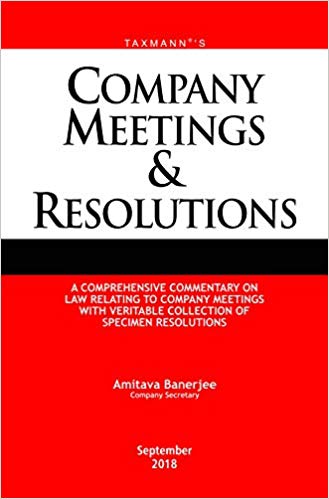 TAXMANN®'S
COMPANY
MEETINGS
&
RESOLUTIONS
A COMPREHENSIVE COMMENTARY ON
LAW RELATING TO COMPANY MEETINGS
WITH VERITABLE COLLECTION OF
SPECIMEN RESOLUTIONS
Amitava Banerjee
Company Secretary
September
2018